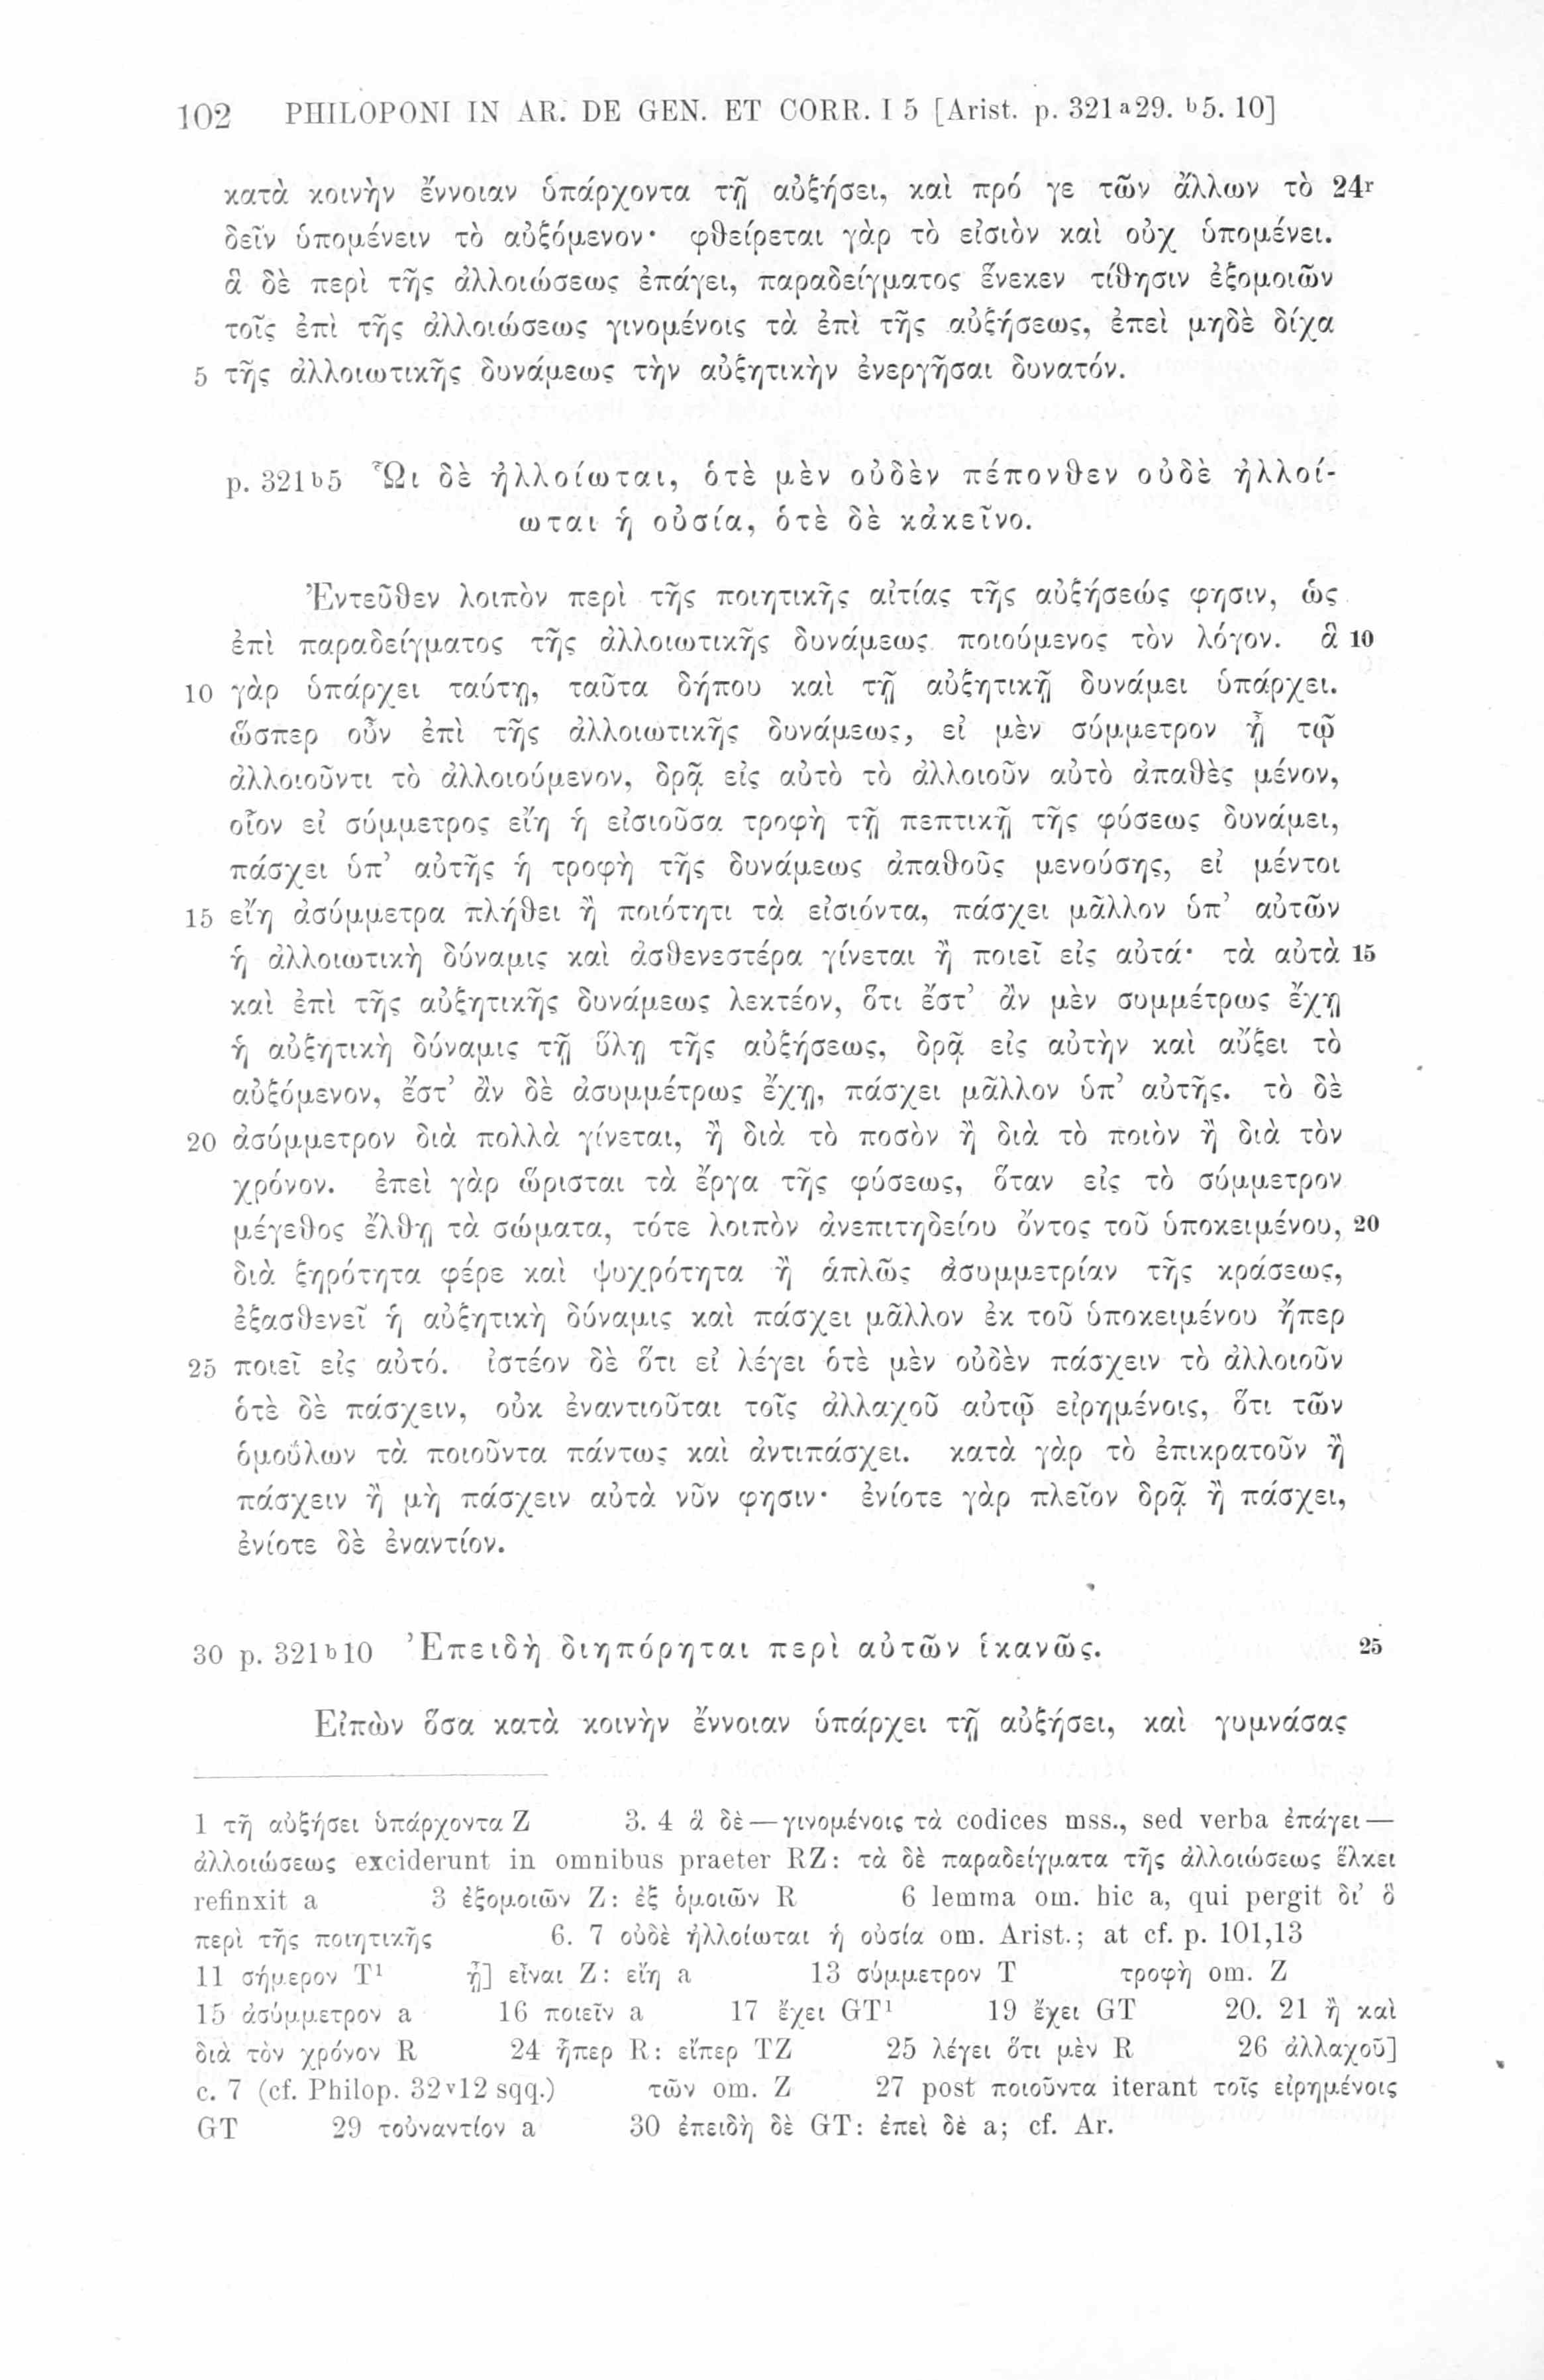 102 PHILOPONI IN AR. DE GEN. ET CORR. I 5 [Arist. p. 321ᵃ29. ᵇ5. 10]
κατὰ κοινὴν ἔννοιαν ὑπάρχοντα τῇ αὐξήσει, καὶ πρό γε τῶν ἄλλων τὸ 24ʳ
δεῖν ὑπομένειν τὸ αὐξόμενον· φθείρεται γὰρ τὸ εἰσιὸν καὶ οὐχ ὑπομένει.
ἃ δὲ περὶ τῆς ἀλλοιώσεως ἐπάγει, παραδείγματος ἕνεκεν τίθησιν ἐξομοιῶν
τοῖς ἐπὶ τῆς ἀλλοιώσεως γινομένοις τὰ ἐπὶ τῆς αὐξήσεως, ἐπεὶ μηδὲ δίχα
5 τῆς ἀλλοιωτικῆς δυνάμεως τὴν αὐξητικὴν ἐνεργῆσαι δυνατόν.
p. 321ᵇ5 Ὧι δὲ ἠλλοίωται, ὁτὲ μὲν οὐδὲν πέπονθεν οὐδὲ ἠλλοί-
ωται ἡ οὐσία, ὁτὲ δὲ κἀκεῖνο.
Ἐντεῦθεν λοιπὸν περὶ τῆς ποιητικῆς αἰτίας τῆς αὐξήσεώς φησιν, ὡς
ἐπὶ παραδείγματος τῆς ἀλλοιωτικῆς δυνάμεως ποιούμενος τὸν λόγον. ἃ 10
10 γὰρ ὑπάρχει ταύτῃ, ταῦτα δήπου καὶ τῇ αὐξητικῇ δυνάμει ὑπάρχει.
ὥσπερ οὖν ἐπὶ τῆς ἀλλοιωτικῆς δυνάμεως, εἰ μὲν σύμμετρον ᾖ τῷ
ἀλλοιοῦντι τὸ ἀλλοιούμενον, δρᾷ εἰς αὐτὸ τὸ ἀλλοιοῦν αὐτὸ ἀπαθὲς μένον,
οἷον εἰ σύμμετρος εἴη ἡ εἰσιοῦσα τροφὴ τῇ πεπτικῇ τῆς φύσεως δυνάμει,
πάσχει ὑπ’ αὐτῆς ἡ τροφὴ τῆς δυνάμεως ἀπαθοῦς μενούσης, εἰ μέντοι
15 εἴη ἀσύμμετρα πλήθει ἢ ποιότητι τὰ εἰσιόντα, πάσχει μᾶλλον ὑπ’ αὐτῶν
ἡ ἀλλοιωτικὴ δύναμις καὶ ἀσθενεστέρα γίνεται ἢ ποιεῖ εἰς αὐτά· τὰ αὐτὰ 15
καὶ ἐπὶ τῆς αὐξητικῆς δυνάμεως λεκτέον, ὅτι ἔστ’ ἂν μὲν συμμέτρως ἔχῃ
ἡ αὐξητικὴ δύναμις τῇ ὕλῃ τῆς αὐξήσεως, δρᾷ εἰς αὐτὴν καὶ αὔξει τὸ
αὐξόμενον, ἔστ’ ἂν δὲ ἀσυμμέτρως ἔχῃ, πάσχει μᾶλλον ὑπ’ αὐτῆς. τὸ δὲ
20 ἀσύμμετρον διὰ πολλὰ γίνεται, ἢ διὰ τὸ ποσὸν ἢ διὰ τὸ ποιὸν ἢ διὰ τὸν
χρόνον. ἐπεὶ γὰρ ὥρισται τὰ ἔργα τῆς φύσεως, ὅταν εἰς τὸ σύμμετρον
μέγεθος ἔλθῃ τὰ σώματα, τότε λοιπὸν ἀνεπιτηδείου ὄντος τοῦ ὑποκειμένου, 20
διὰ ξηρότητα φέρε καὶ ψυχρότητα ἢ ἁπλῶς ἀσυμμετρίαν τῆς κράσεως,
ἐξασθενεῖ ἡ αὐξητικὴ δύναμις καὶ πάσχει μᾶλλον ἐκ τοῦ ὑποκειμένου ἤπερ
25 ποιεῖ εἰς αὐτό. ἰστέον δὲ ὅτι εἰ λέγει ὁτὲ μὲν οὐδὲν πάσχειν τὸ ἀλλοιοῦν
ὁτὲ δὲ πάσχειν, οὐκ ἐναντιοῦται τοῖς ἀλλαχοῦ αὐτῷ εἰρημένοις, ὅτι τῶν
ὁμοΰλων τὰ ποιοῦντα πάντως καὶ ἀντιπάσχει. κατὰ γὰρ τὸ ἐπικρατοῦν ἢ
πάσχειν ἢ μὴ πάσχειν αὐτὰ νῦν φησιν· ἐνίοτε γὰρ πλεῖον δρᾷ ἢ πάσχει,
ἐνίοτε δὲ ἐναντίον.
30 p. 321ᵇ10 Ἐπειδὴ διηπόρηται περὶ αὐτῶν ἱκανῶς. 25
Εἰπὼν ὅσα κατὰ κοινὴν ἔννοιαν ὑπάρχει τῇ αὐξήσει, καὶ γυμνάσας
1 τῆ αὐξήσει ὑπάρχοντα Z 3. 4 ἃ δὲ — γινομένοις τὰ codices mss., sed verba ἐπάγει —
ἀλλοιώσεως exciderunt in omnibus praeter RZ: τὰ δὲ παραδείγματα τῆς ἀλλοιώσεως ἕλκει
refinxit a 3 ἐξομοιῶν Z: ἐξ ὁμοιῶν R 6 lemma om. hic a, qui pergit δι’ ὃ
περὶ τῆς ποιητικῆς 6. 7 οὐδὲ ἠλλοίωται ἡ οὐσία om. Arist.; at cf. p. 101,13
11 σήμερον T¹ ᾖ] εἶναι Z: εἴη a 13 σύμμετρον T τροφὴ om. Z
15 ἀσύμμετρον a 16 ποιεῖν a 17 ἔχει GT¹ 19 ἔχει GT 20. 21 ἢ καὶ
διὰ τὸν χρόνον R 24 ἧπερ R: εἴπερ TZ 25 λέγει ὅτι μὲν R 26 ἀλλαχοῦ]
c. 7 (cf. Philop. 32ᵛ12 sqq.) τῶν om. Z 27 post ποιοῦντα iterant τοῖς εἰρημένοις
GT 29 τοὐναντίον a 30 ἐπειδὴ δὲ GT: ἐπεὶ δὲ a; cf. Ar.